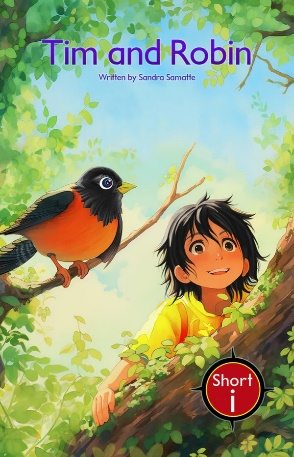 Tim and Robin
Written by Sandra Samatte
Short
i